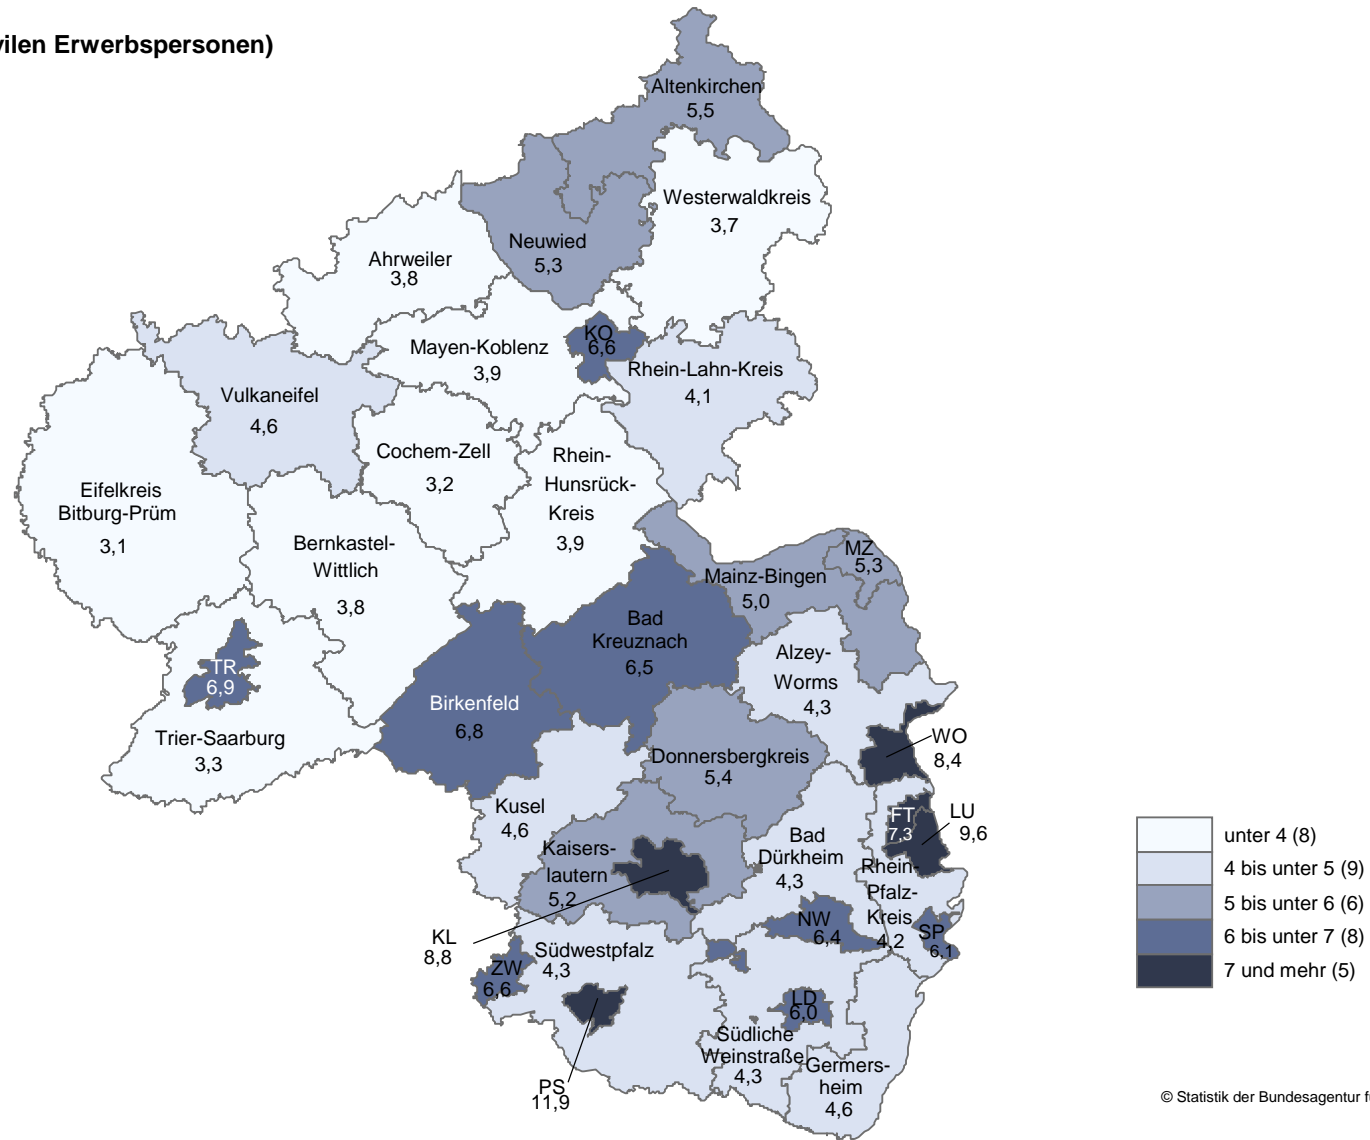 vilen Erwerbspersonen)
Altenkirchen
5,5
Westerwaldkreis
3,7
Neuwied
5,3
Ahrweiler
3,8
KO
6,6
Mayen-Koblenz
3,9
Rhein-Lahn-Kreis
4,1
Vulkaneifel
4,6
Cochem-Zell
3,2
Rhein-
Hunsrück-
Kreis
3,9
Eifelkreis
Bitburg-Prüm
3,1
Bernkastel-
Wittlich
3,8
MZ
5,3
Mainz-Bingen
5,0
Bad
Kreuznach
6,5
Alzey-
Worms
4,3
TR
6,9
Trier-Saarburg
3,3
Birkenfeld
6,8
WO
8,4
Donnersbergkreis
5,4
Kusel
4,6
FT
7,3
LU
9,6
Bad
Dürkheim
4,3
Kaisers-
lautern
5,2
Rhein-
Pfalz-
Kreis
4,2
NW
6,4
SP
6,1
KL
8,8
Südwestpfalz
4,3
ZW
6,6
LD
6,0
Südliche
Weinstraße
4,3
Germers-
heim
4,6
PS
11,9
unter 4 (8)
4 bis unter 5 (9)
5 bis unter 6 (6)
6 bis unter 7 (8)
7 und mehr (5)
© Statistik der Bundesagentur f